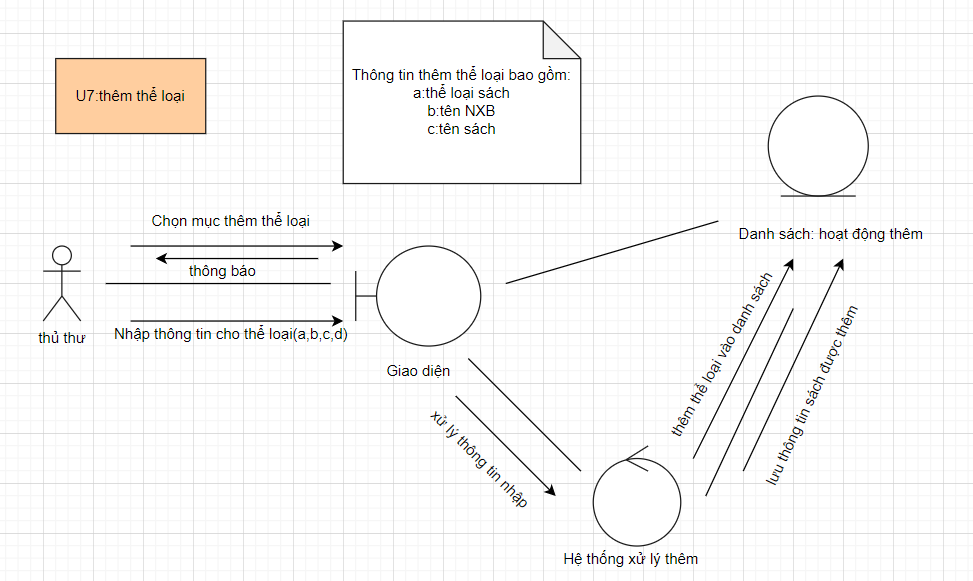 U7:thêm thể loại
Thông tin thêm thể loại bao gồm:
a:thể loại sách
b:tên NXB
c:tên sách
Chọn mục thêm thể loại
thông báo
Nhập thông tin cho thể loại(a,b,c,d)
thủ thư
Giao diện
Danh sách: hoạt động thêm
thêm thể loại vào danh sách
lưu thông tin sách được thêm
xử lý thông tin nhập
Hệ thống xử lý thêm